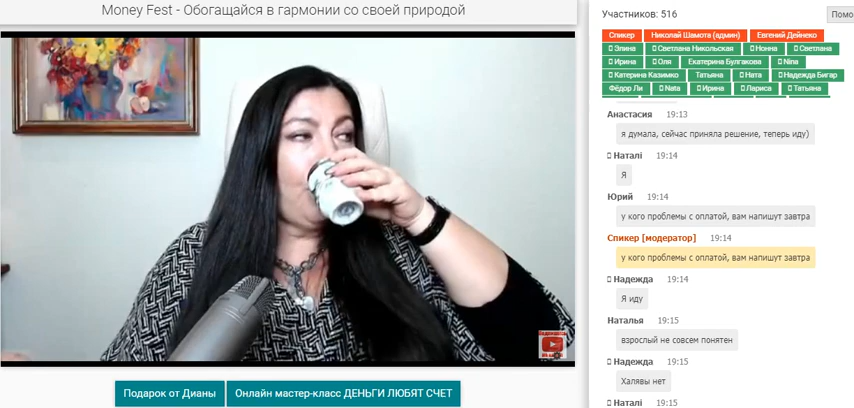 Money Fest - Обогащайся в гармонии со своей природой
Подарок от Дианы
Онлайн мастер-класс ДЕНЬГИ ЛЮБЯТ СЧЕТ
Участников: 516
Помо
Спикер Николай Шамота (админ) Евгений Дейнеко
Элина Светлана Никольская Нонна Светлана
Ирина Оля Екатерина Булгакова Nina
Катерина Казимко Татьяна Ната Надежда Бигар
Фёдор Ли Nata Ирина Лариса Татьяна
Анастасия 19:13
я думала, сейчас приняла решение, теперь иду)
Наталі 19:14
Я
Юрий 19:14
у кого проблемы с оплатой, вам напишут завтра
Спикер [модератор] 19:14
у кого проблемы с оплатой, вам напишут завтра
Надежда 19:14
Я иду
Наталья 19:15
взрослый не совсем понятен
Надежда 19:15
Халявы нет
Наталі 19:15